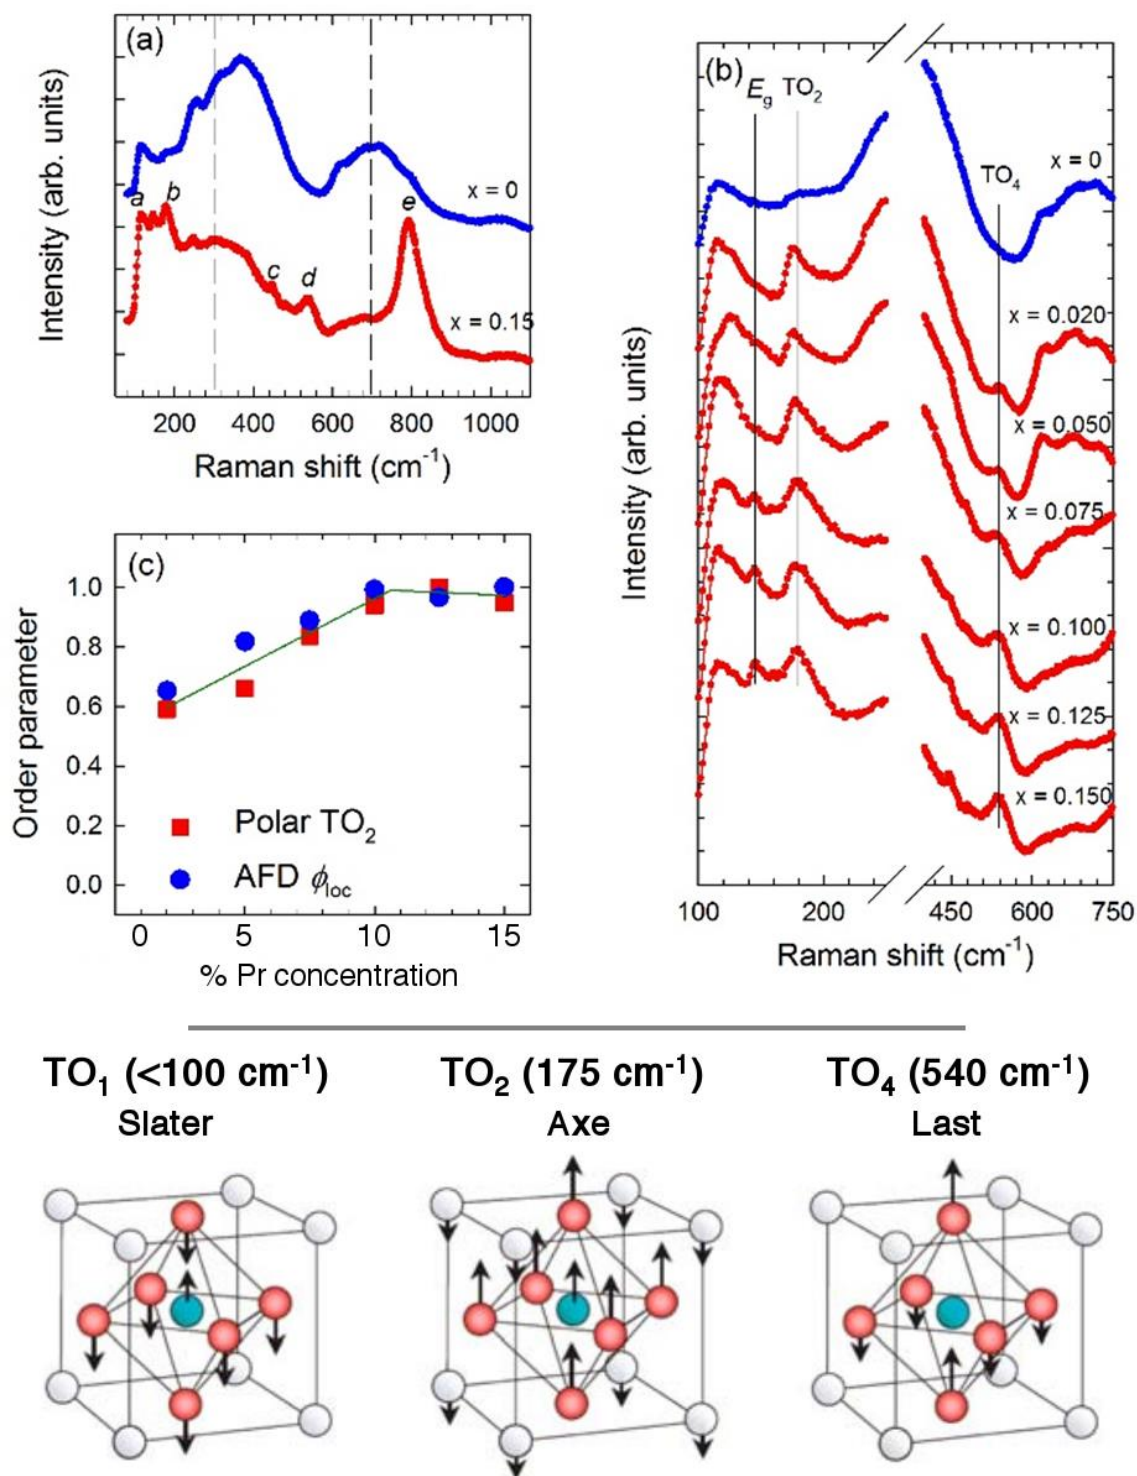 (a)
Intensity (arb. units)
a
b
c
d
e
x = 0
x = 0.15
200 400 600 800 1000
Raman shift (cm⁻¹)
(b)
E_g TO₂
TO₄
x = 0
x = 0.020
x = 0.050
x = 0.075
x = 0.100
x = 0.125
x = 0.150
Intensity (arb. units)
100 200 450 600 750
Raman shift (cm⁻¹)
(c)
Order parameter
1.0
0.8
0.6
0.4
0.2
0.0
Polar TO₂
AFD ϕ_loc
0 5 10 15
% Pr concentration
TO₁ (<100 cm⁻¹)
Slater
TO₂ (175 cm⁻¹)
Axe
TO₄ (540 cm⁻¹)
Last